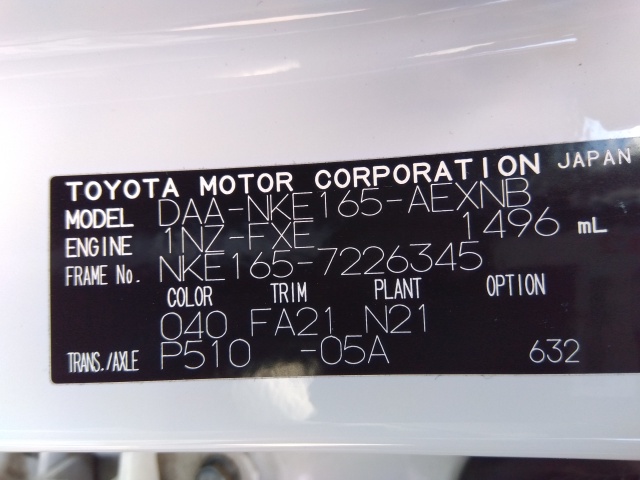 TOYOTA MOTOR CORPORATION JAPAN
MODEL DAA-NKE165-AEXNB
ENGINE 1NZ-FXE 1496 mL
FRAME No. NKE165-7226345
COLOR TRIM PLANT OPTION
040 FA21 N21
TRANS./AXLE P510 -05A 632